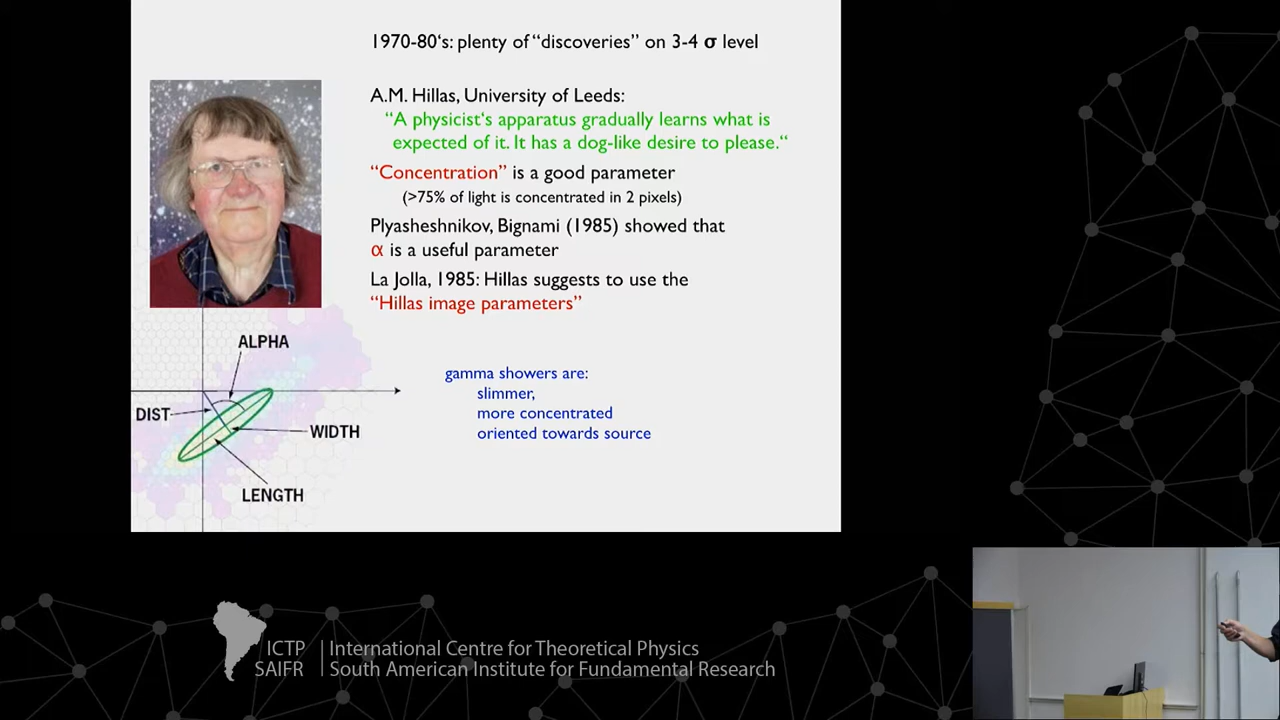 1970-80‘s: plenty of “discoveries” on 3-4 σ level
A.M. Hillas, University of Leeds:
“A physicist‘s apparatus gradually learns what is
expected of it. It has a dog-like desire to please.“
“Concentration” is a good parameter
(>75% of light is concentrated in 2 pixels)
Plyasheshnikov, Bignami (1985) showed that
α is a useful parameter
La Jolla, 1985: Hillas suggests to use the
“Hillas image parameters”
ALPHA
DIST
WIDTH
LENGTH
gamma showers are:
slimmer,
more concentrated
oriented towards source
ICTP
SAIFR
International Centre for Theoretical Physics
South American Institute for Fundamental Research